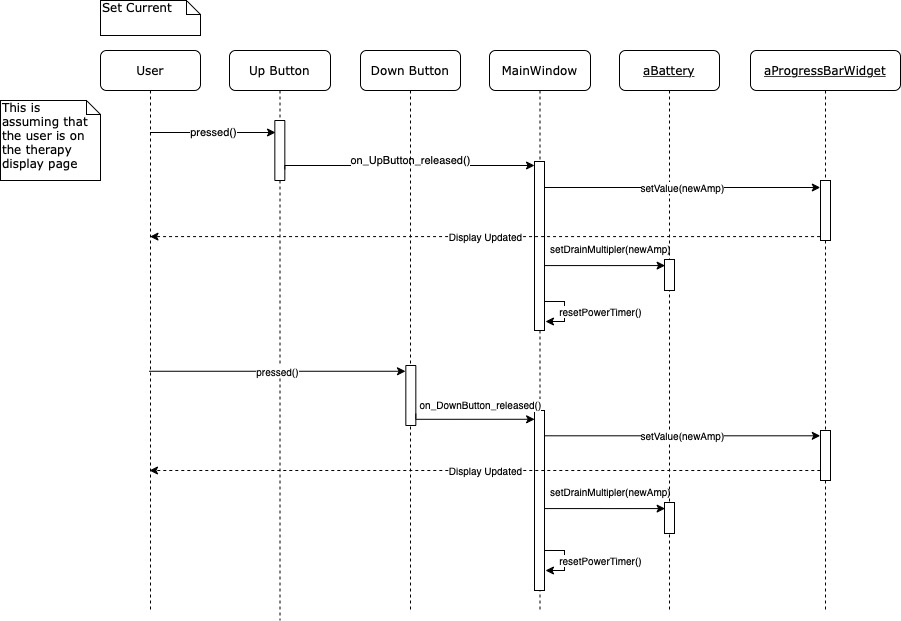 Set Current
User
Up Button
Down Button
MainWindow
aBattery
aProgressBarWidget
This is
assuming that
the user is on
the therapy
display page
pressed()
on_UpButton_released()
setValue(newAmp)
Display Updated
setDrainMultipler(newAmp)
resetPowerTimer()
pressed()
on_DownButton_released()
setValue(newAmp)
Display Updated
setDrainMultipler(newAmp)
resetPowerTimer()